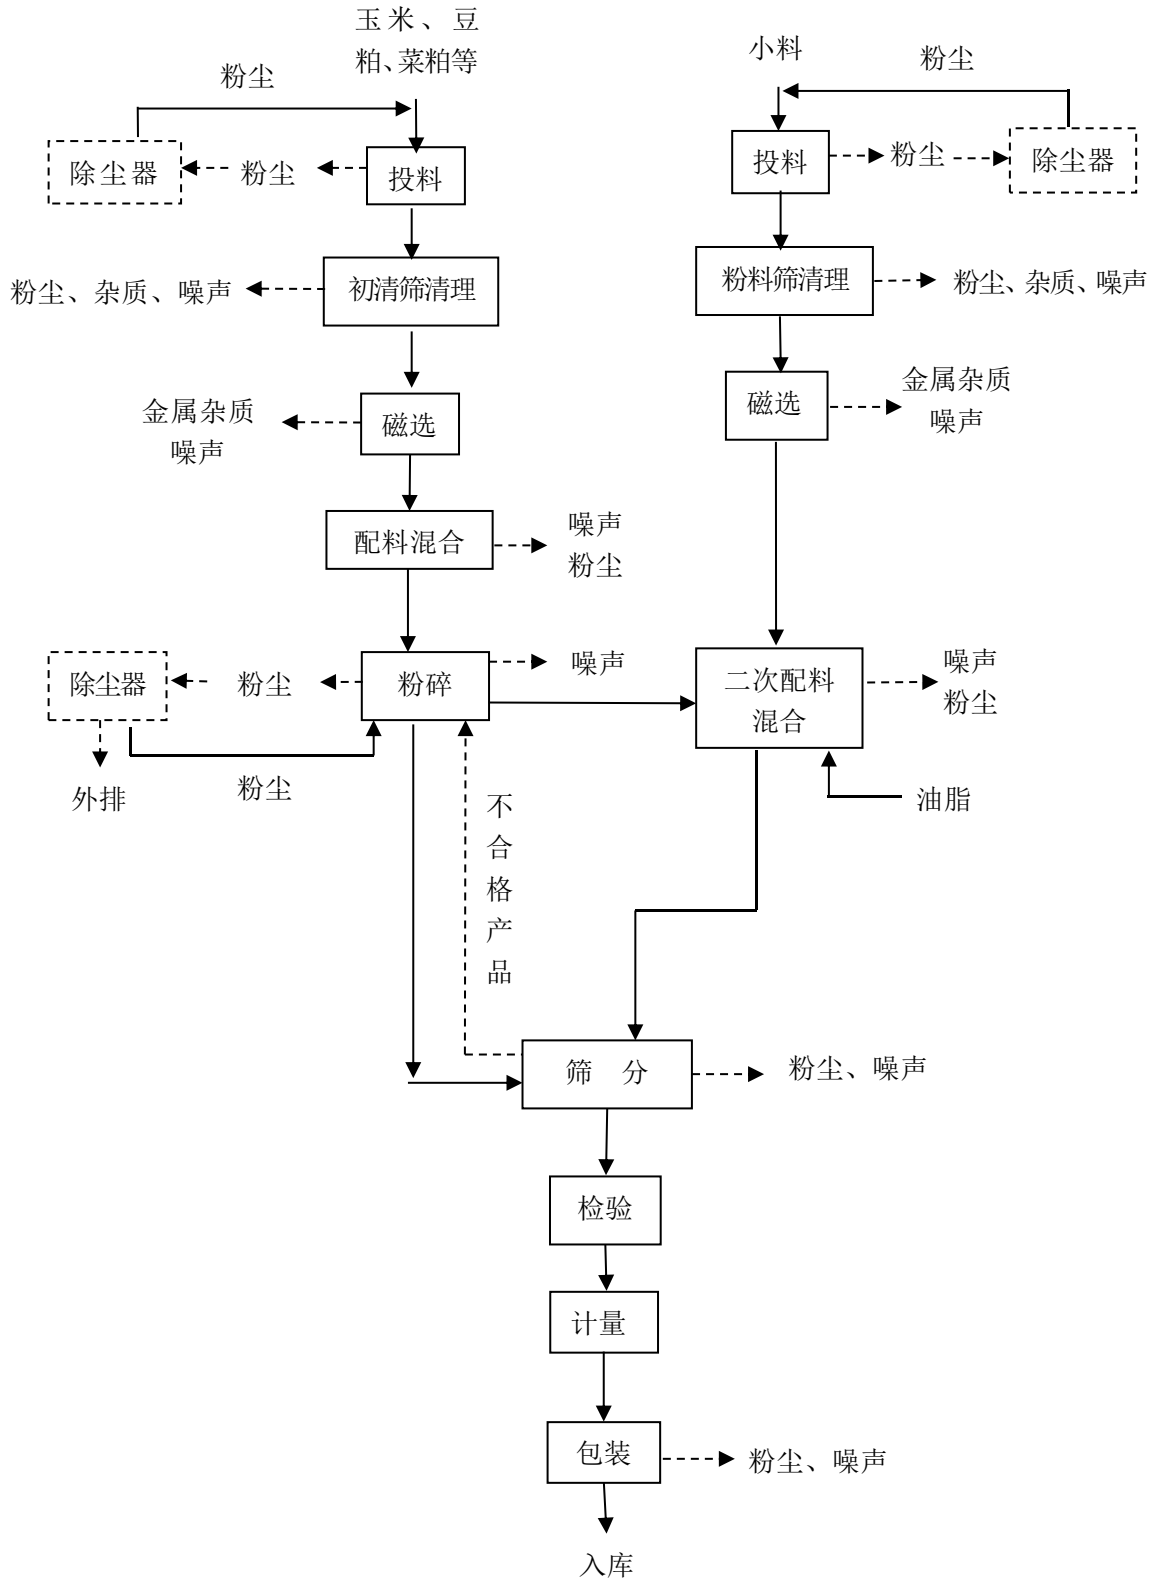 玉米、豆
粕、菜粕等
小料
粉尘
粉尘
除尘器
粉尘
投料
投料
粉尘
除尘器
粉尘、杂质、噪声
初清筛清理
粉料筛清理
粉尘、杂质、噪声
金属杂质
噪声
磁选
磁选
金属杂质
噪声
配料混合
噪声
粉尘
除尘器
粉尘
粉碎
噪声
二次配料
混合
噪声
粉尘
外排
粉尘
油脂
不
合
格
产
品
筛 分
粉尘、噪声
检验
计量
包装
粉尘、噪声
入库